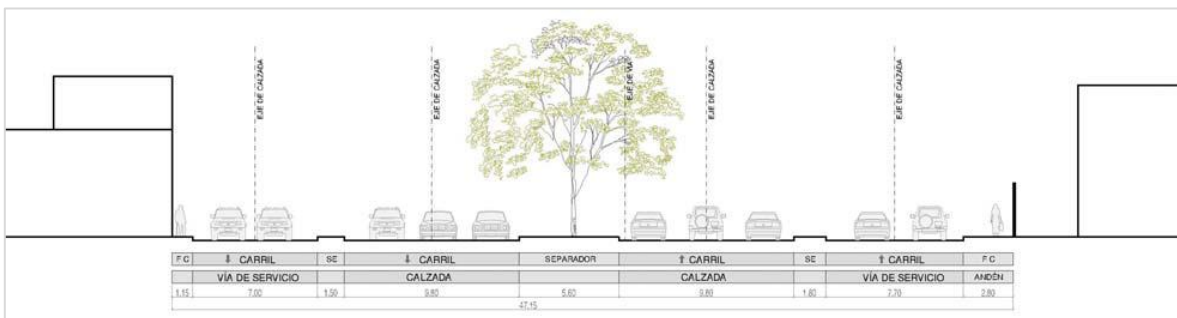 EJE DE CALZADA
EJE DE CALZADA
EJE DE VIA
EJE DE CALZADA
EJE DE CALZADA
F.C ⬇ CARRIL SE ⬇ CARRIL SEPARADOR ⬆ CARRIL SE ⬆ CARRIL F.C
VÍA DE SERVICIO CALZADA CALZADA VÍA DE SERVICIO ANDÉN
1.15 7.00 1.50 9.80 5.60 9.80 1.80 7.70 2.80
47.15